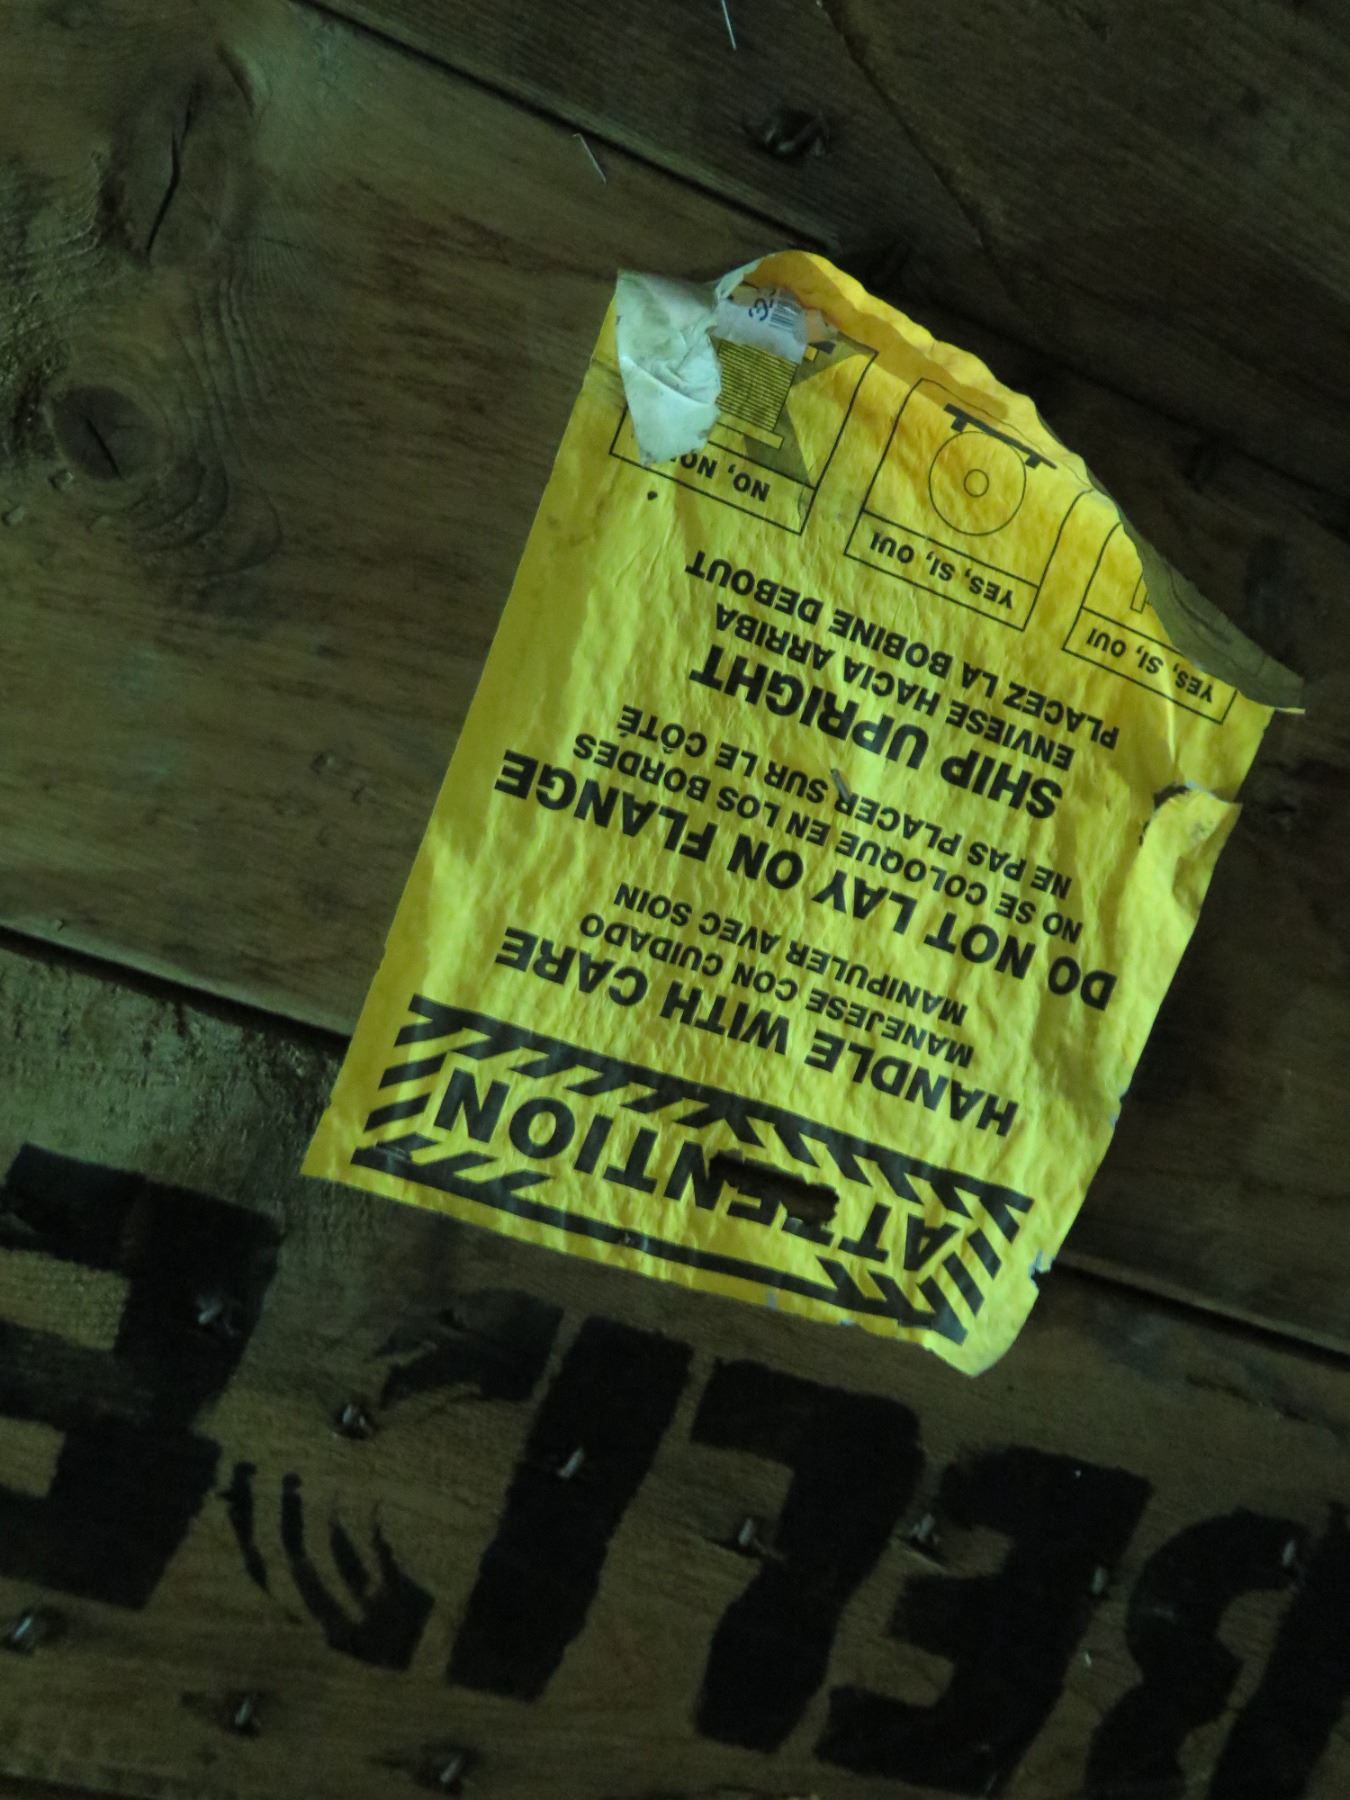 ATTENTION
HANDLE WITH CARE
MANEJESE CON CUIDADO
MANIPULER AVEC SOIN
DO NOT LAY ON FLANGE
NO SE COLOQUE EN LOS BORDES
NE PAS PLACER SUR LE CÔTÉ
SHIP UPRIGHT
ENVIESE HACIA ARRIBA
PLACEZ LA BOBINE DEBOUT
YES, SI, OUI
YES, SI, OUI
NO, NO